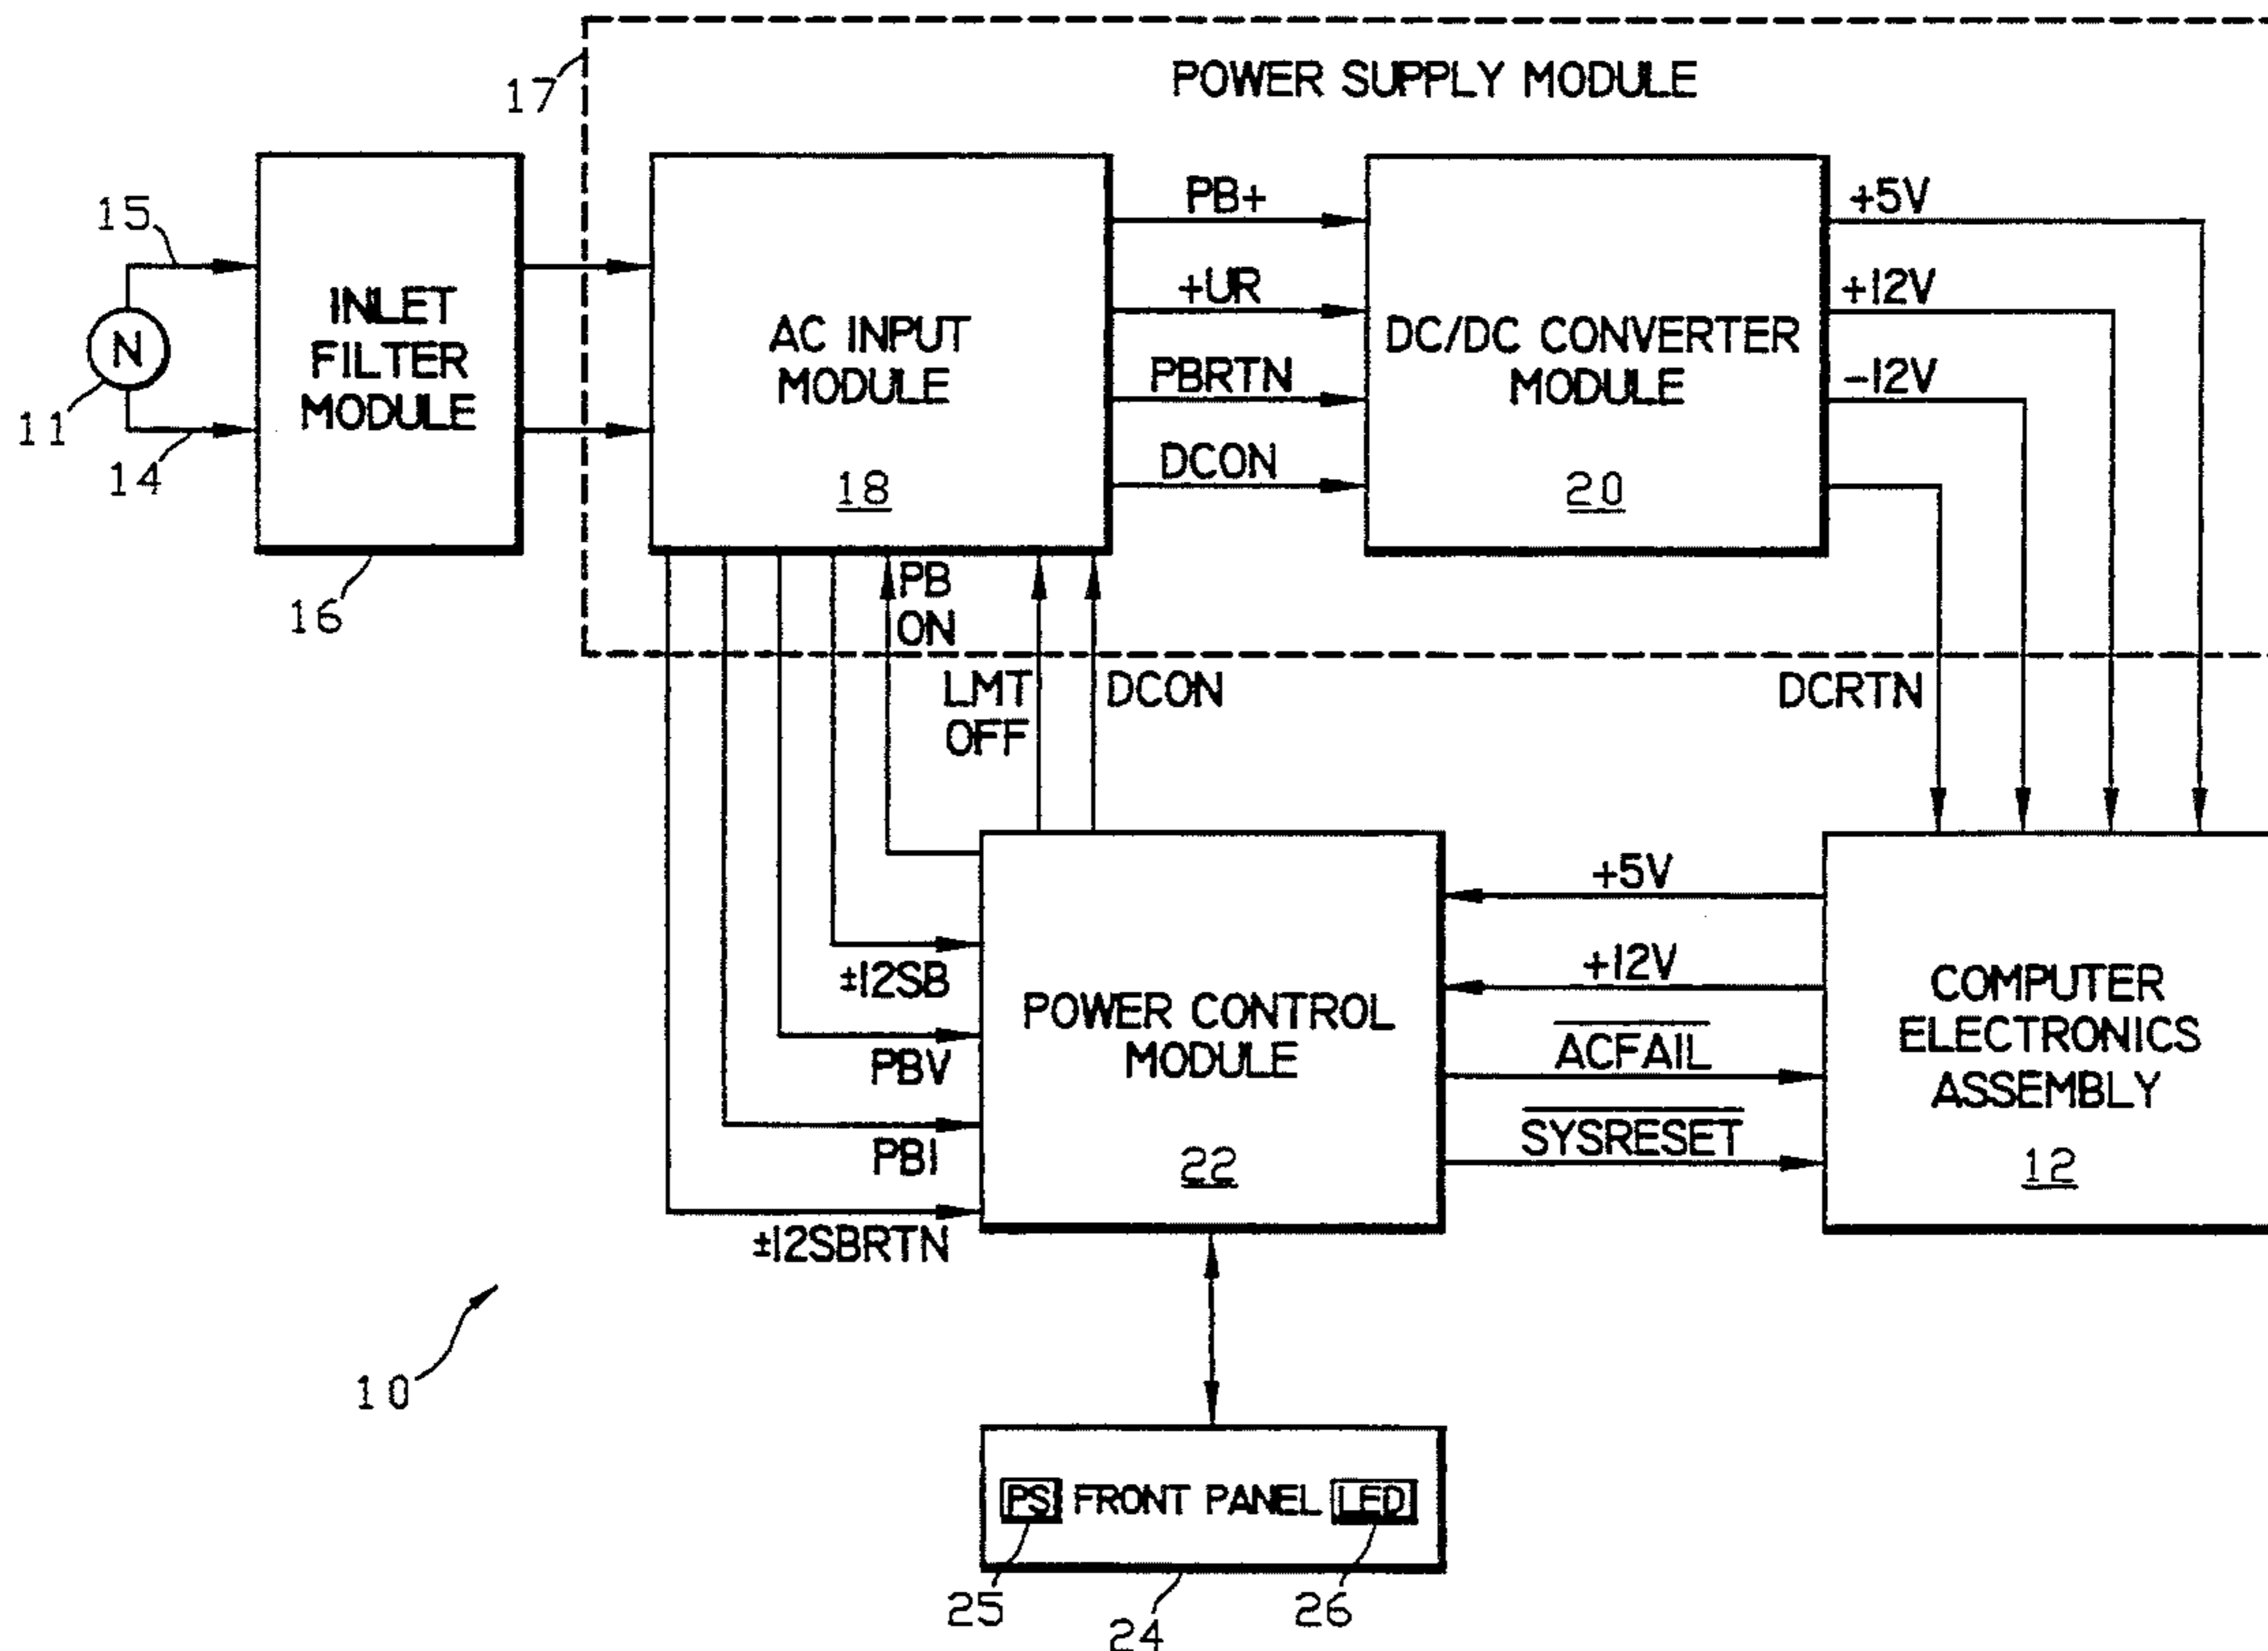 POWER SUPPLY MODULE
17
15
11
N
14
INLET
FILTER
MODULE
16
AC INPUT
MODULE
18
PB+
+UR
PBRTN
DCON
DC/DC CONVERTER
MODULE
20
+5V
+12V
-12V
PB
ON
LMT
OFF
DCON
DCRTN
±12SB
PBV
PBI
±12SBRTN
POWER CONTROL
MODULE
22
+5V
+12V
A̅C̅F̅A̅I̅L̅
S̅Y̅S̅R̅E̅S̅E̅T̅
COMPUTER
ELECTRONICS
ASSEMBLY
12
10
PS FRONT PANEL LED
25
24
26